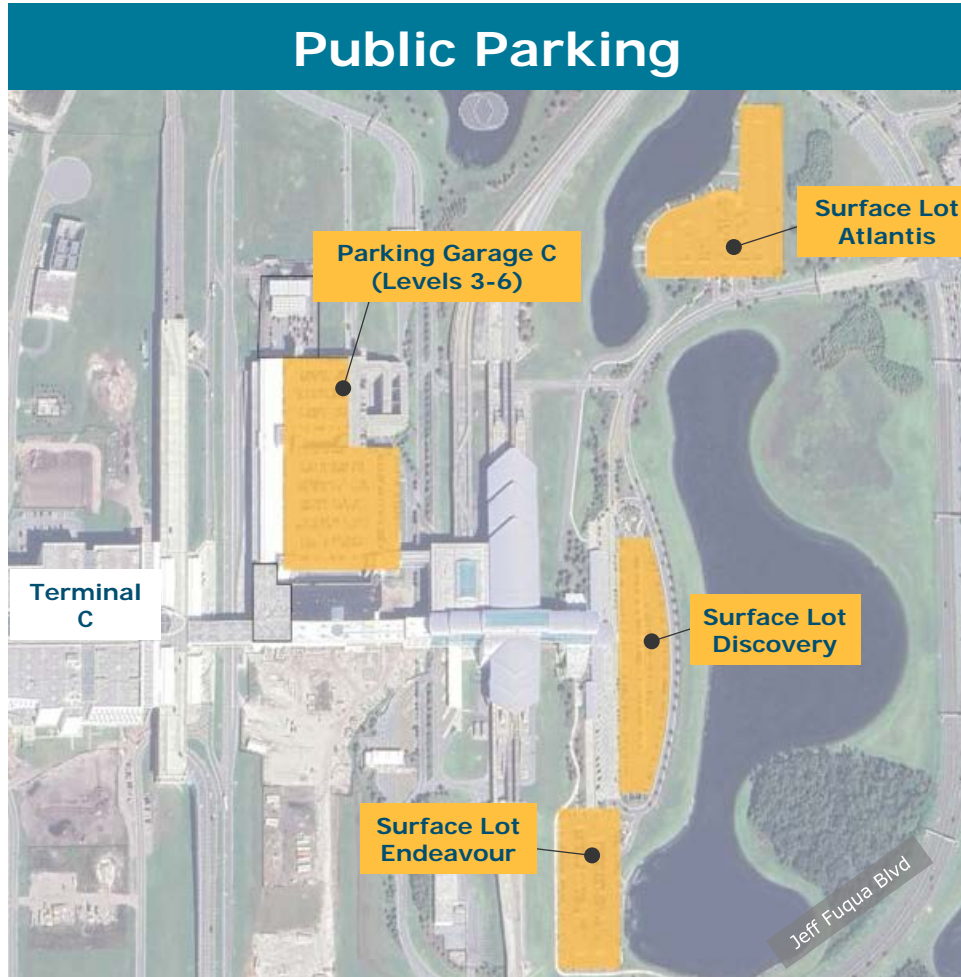 Public Parking
Surface Lot
Atlantis
Parking Garage C
(Levels 3-6)
Terminal
C
Surface Lot
Discovery
Surface Lot
Endeavour
Jeff Fuqua Blvd